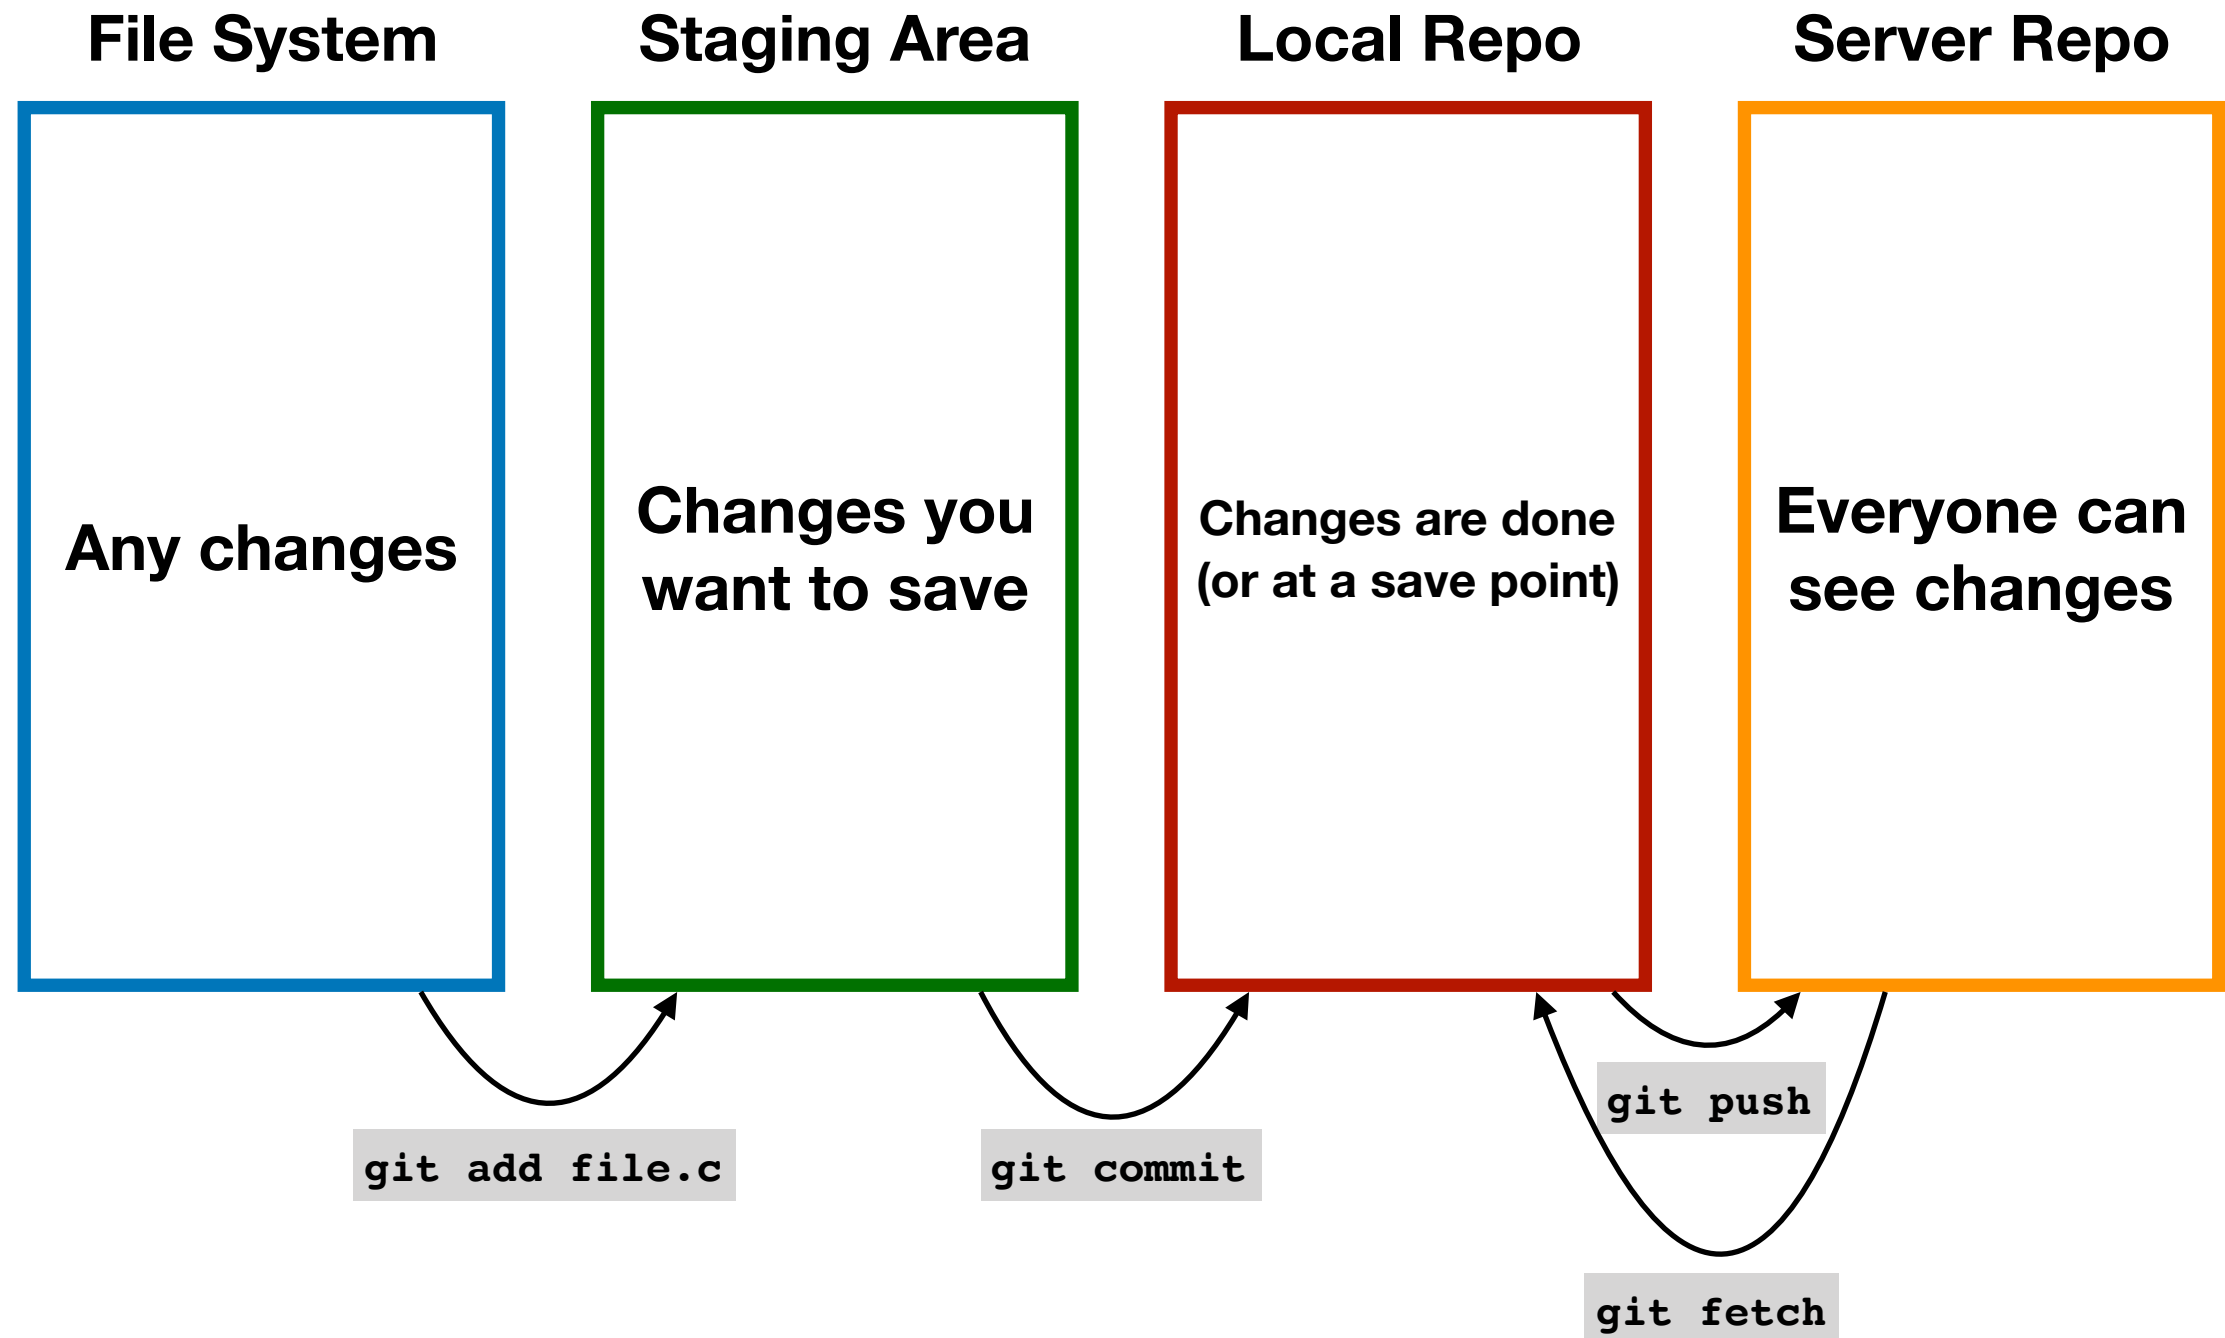 File System
Staging Area
Local Repo
Server Repo
Any changes
Changes you
want to save
Changes are done
(or at a save point)
Everyone can
see changes
git add file.c
git commit
git push
git fetch